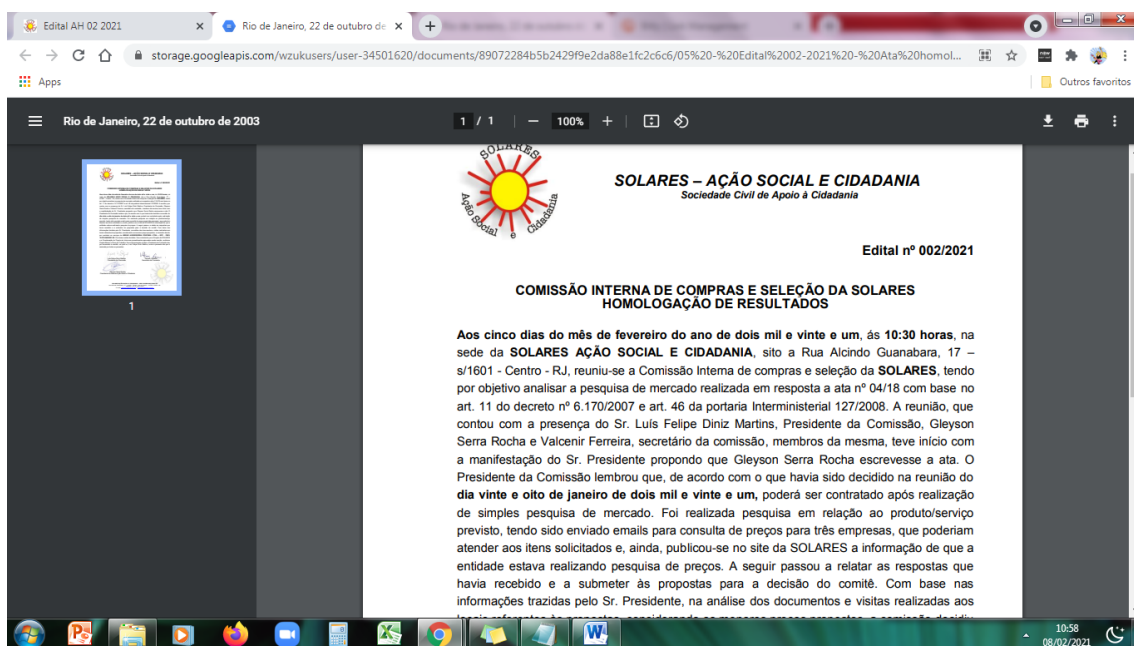 Edital AH 02 2021
Rio de Janeiro, 22 de outubro de
storage.googleapis.com/wzukusers/user-34501620/documents/89072284b5b2429f9e2da88e1fc2c6c6/05%20-%20Edital%2002-2021%20-%20Ata%20homol...
Apps
Outros favoritos
Rio de Janeiro, 22 de outubro de 2003
1 / 1
100%
1
SOLARES
Ação Social e Cidadania
SOLARES – AÇÃO SOCIAL E CIDADANIA
Sociedade Civil de Apoio à Cidadania
Edital nº 002/2021
COMISSÃO INTERNA DE COMPRAS E SELEÇÃO DA SOLARES
HOMOLOGAÇÃO DE RESULTADOS
Aos cinco dias do mês de fevereiro do ano de dois mil e vinte e um, ás 10:30 horas, na
sede da SOLARES AÇÃO SOCIAL E CIDADANIA, sito a Rua Alcindo Guanabara, 17 –
s/1601 - Centro - RJ, reuniu-se a Comissão Interna de compras e seleção da SOLARES, tendo
por objetivo analisar a pesquisa de mercado realizada em resposta a ata nº 04/18 com base no
art. 11 do decreto nº 6.170/2007 e art. 46 da portaria Interministerial 127/2008. A reunião, que
contou com a presença do Sr. Luís Felipe Diniz Martins, Presidente da Comissão, Gleyson
Serra Rocha e Valcenir Ferreira, secretário da comissão, membros da mesma, teve início com
a manifestação do Sr. Presidente propondo que Gleyson Serra Rocha escrevesse a ata. O
Presidente da Comissão lembrou que, de acordo com o que havia sido decidido na reunião do
dia vinte e oito de janeiro de dois mil e vinte e um, poderá ser contratado após realização
de simples pesquisa de mercado. Foi realizada pesquisa em relação ao produto/serviço
previsto, tendo sido enviado emails para consulta de preços para três empresas, que poderiam
atender aos itens solicitados e, ainda, publicou-se no site da SOLARES a informação de que a
entidade estava realizando pesquisa de preços. A seguir passou a relatar as respostas que
havia recebido e a submeter às propostas para a decisão do comitê. Com base nas
informações trazidas pelo Sr. Presidente, na análise dos documentos e visitas realizadas aos
10:58
08/02/2021